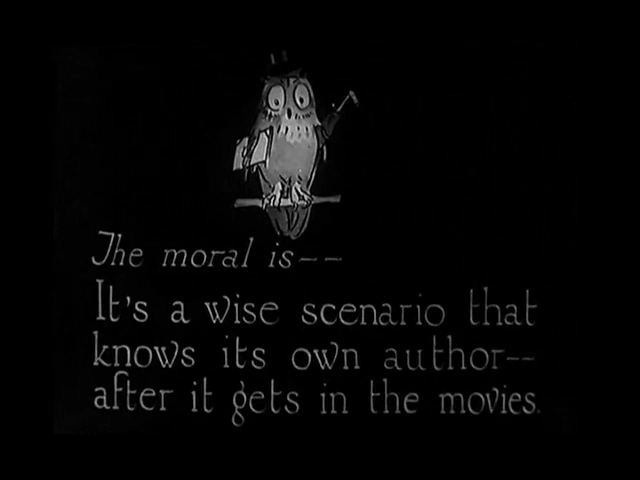 The moral is--
It's a wise scenario that
knows its own author--
after it gets in the movies.